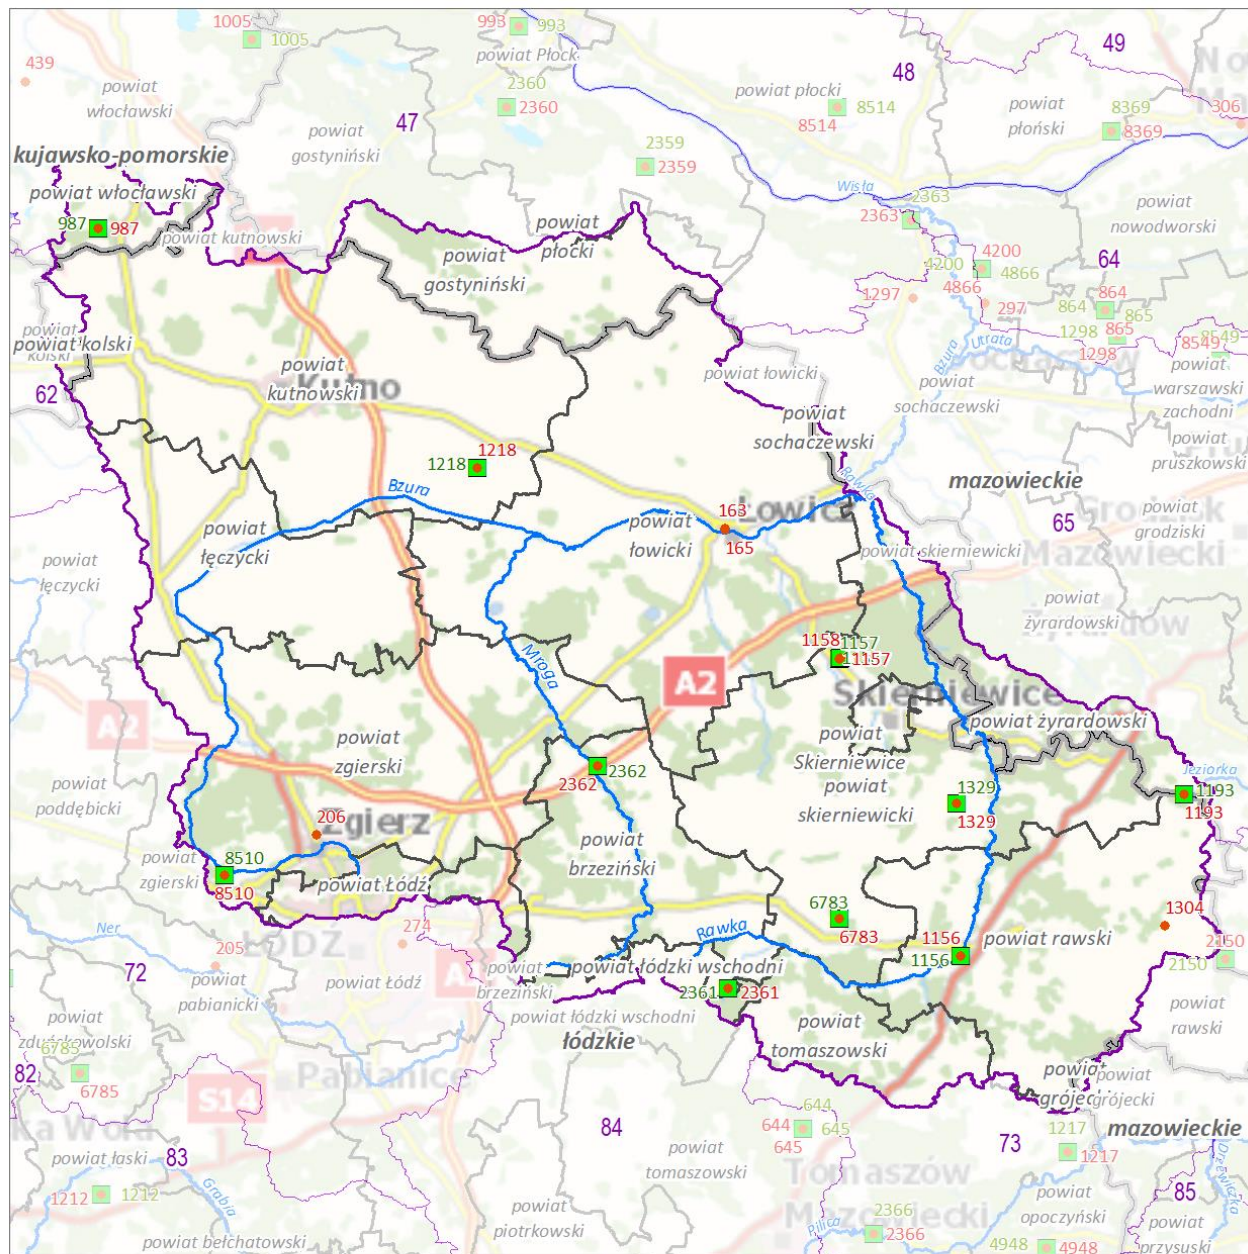 1005
1005
993
993
439
powiat Płock
49
48
powiat
włocławski
2360
2360
powiat płocki
8514
8514
powiat
płoński
8369
8369
306
47
powiat
gostyniński
2359
2359
kujawsko-pomorskie
powiat włocławski
987
987
powiat kutnowski
Wisła
2363
2363
powiat
nowodworski
powiat
płocki
powiat
gostyniński
4200
4200
4866
4866
64
1297
297
864
864
865
865
1298
1298
8549
8549
Bzura
Utrata
powiat
kolski
powiat kolski
62
powiat
kutnowski
Kutno
powiat łowicki
powiat
sochaczewski
powiat
warszawski
zachodni
powiat
sochaczewski
powiat
pruszkowski
1218
1218
Bzura
Rawka
mazowieckie
65
Grodzisk
Mazowiecki
powiat
grodziski
163
165
Łowicz
powiat
łęczycki
powiat
łęczycki
powiat
łowicki
powiat skierniewicki
powiat
żyrardowski
Żyrardów
1158
1157
1157
Mroga
A2
A2
Skierniewice
powiat żyrardowski
powiat
Skierniewice
powiat
zgierski
powiat
skierniewicki
2362
2362
Jeziorka
1193
1193
1329
1329
powiat
poddębicki
206
Zgierz
powiat
brzeziński
powiat
zgierski
8510
8510
powiat Łódź
6783
6783
1304
Ner
ŁÓDŹ
274
205
72
Rawka
1156
1156
powiat rawski
2150
2150
powiat
pabianicki
powiat Łódź
powiat
brzeziński
powiat łódzki wschodni
2361
2361
powiat łódzki wschodni
łódzkie
powiat
tomaszowski
powiat
rawski
powiat
zduńskowolski
6785
6785
82
Pabianice
S14
powiat
grójecki
powiat
grójecki
mazowieckie
84
73
644
644
645
645
1217
1217
83
powiat łaski
1212
1212
Grabia
powiat
tomaszowski
Tomaszów
Mazowiecki
Drzewiczka
85
powiat
opoczyński
powiat
piotrkowski
Pilica
2366
2366
powiat bełchatowski
4948
4948
powiat
przysuski